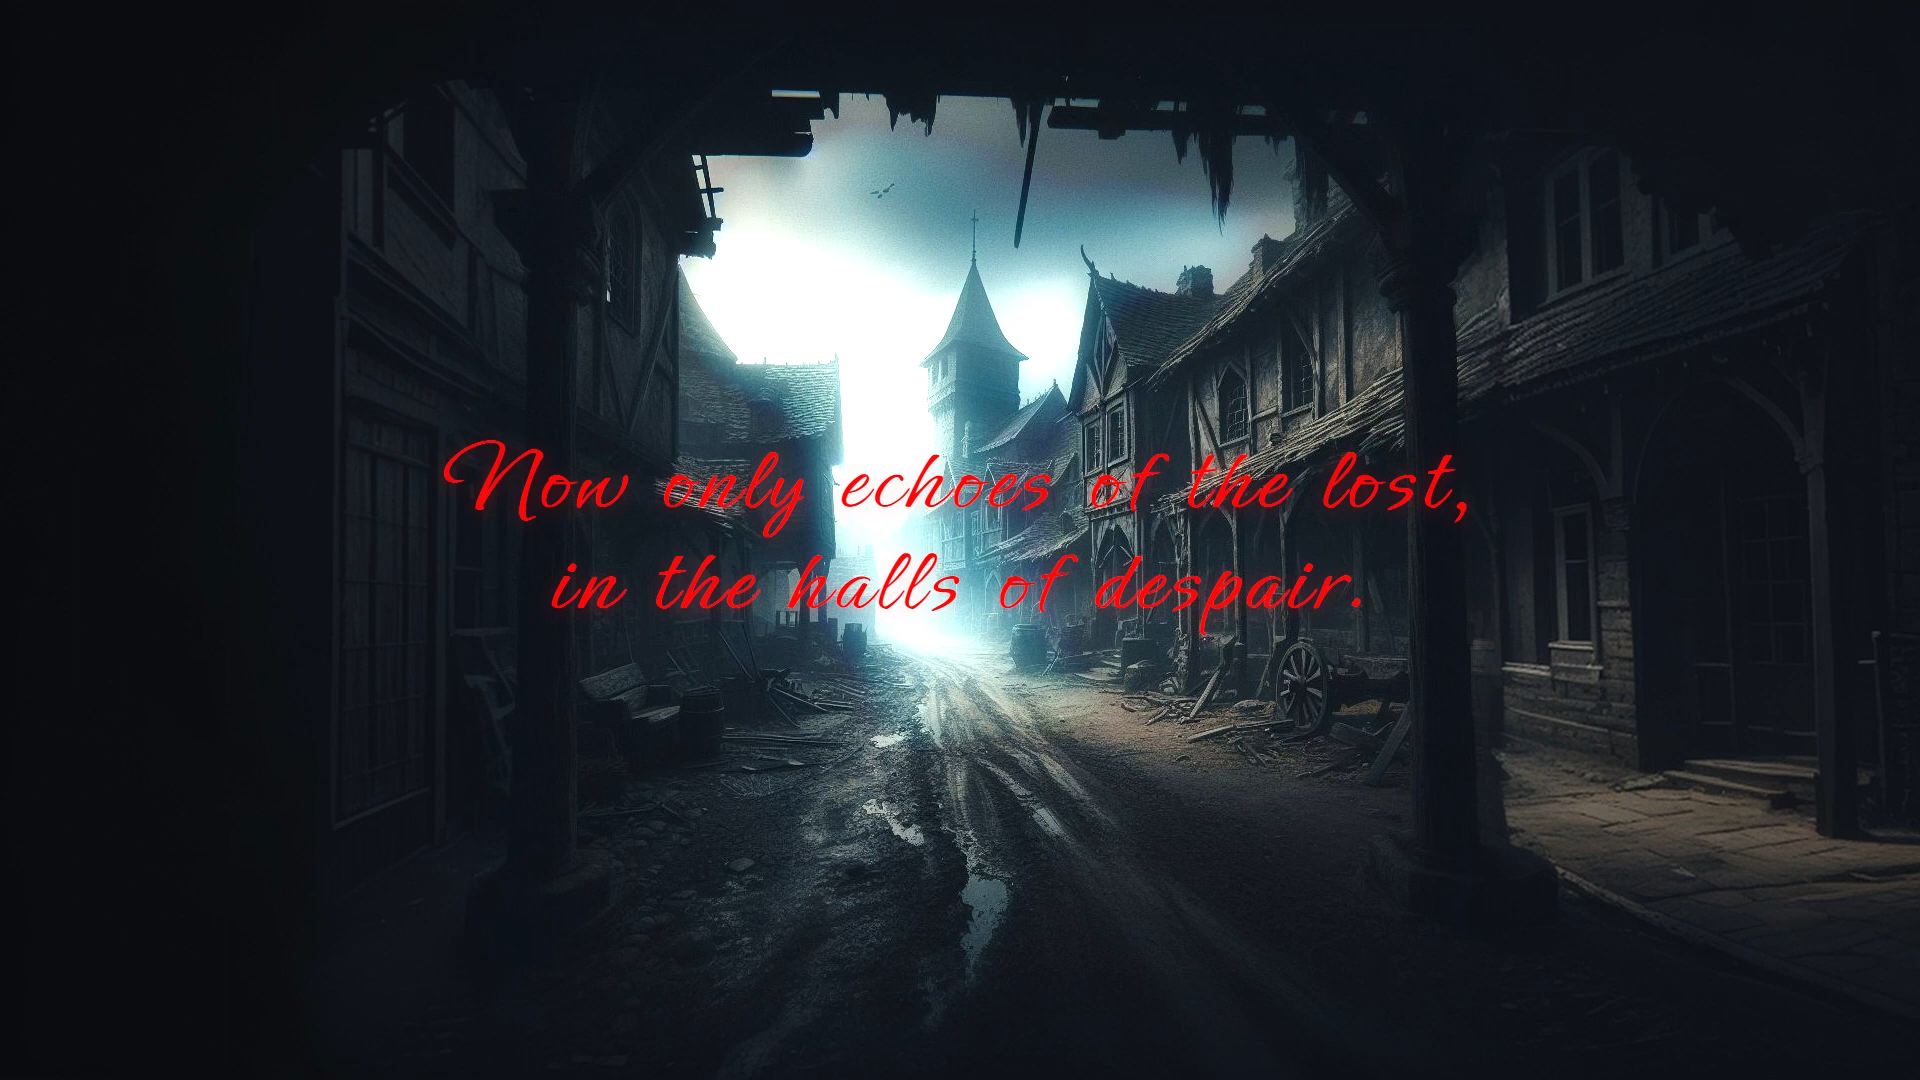 Now only echoes of the lost,
in the halls of despair.